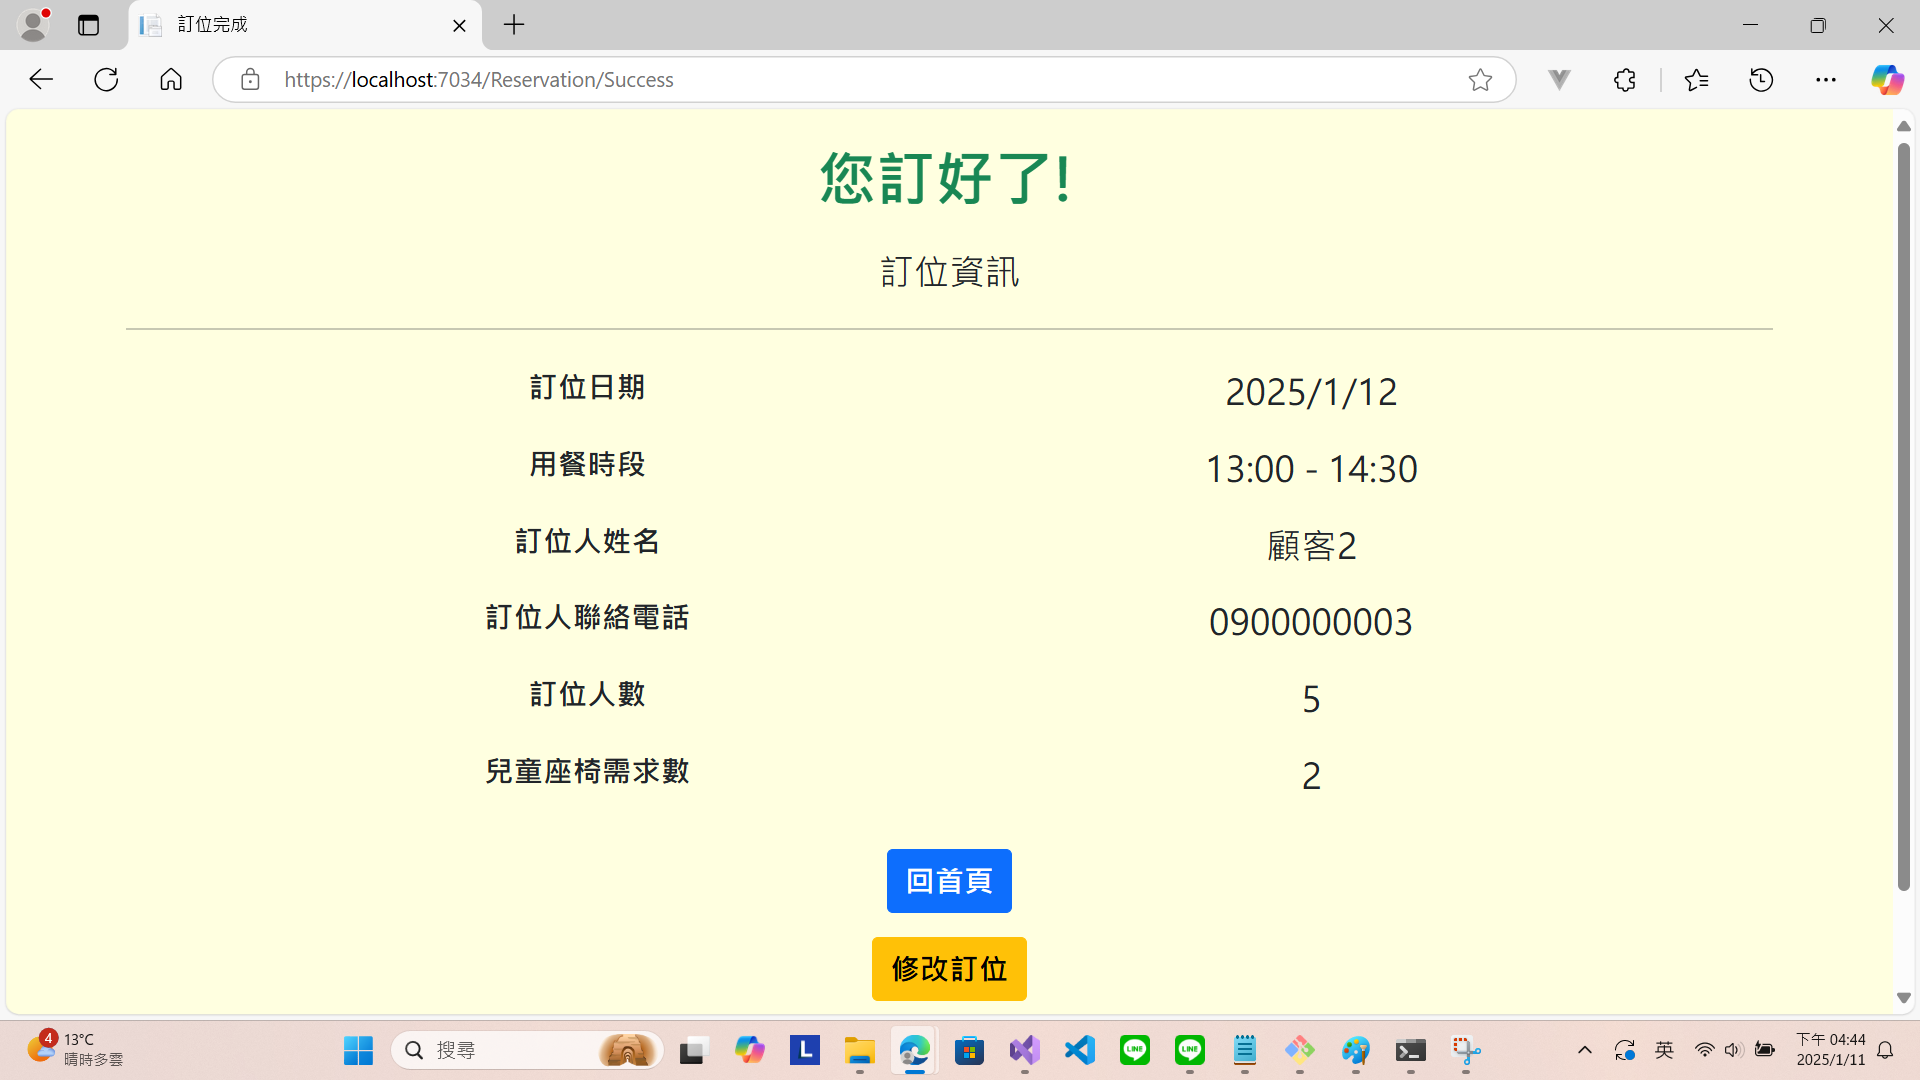 訂位完成
https://localhost:7034/Reservation/Success
您訂好了!
訂位資訊
訂位日期 2025/1/12
用餐時段 13:00 - 14:30
訂位人姓名 顧客2
訂位人聯絡電話 0900000003
訂位人數 5
兒童座椅需求數 2
回首頁
修改訂位
4
13°C
晴時多雲
搜尋
L
LINE
LINE
英
下午 04:44
2025/1/11